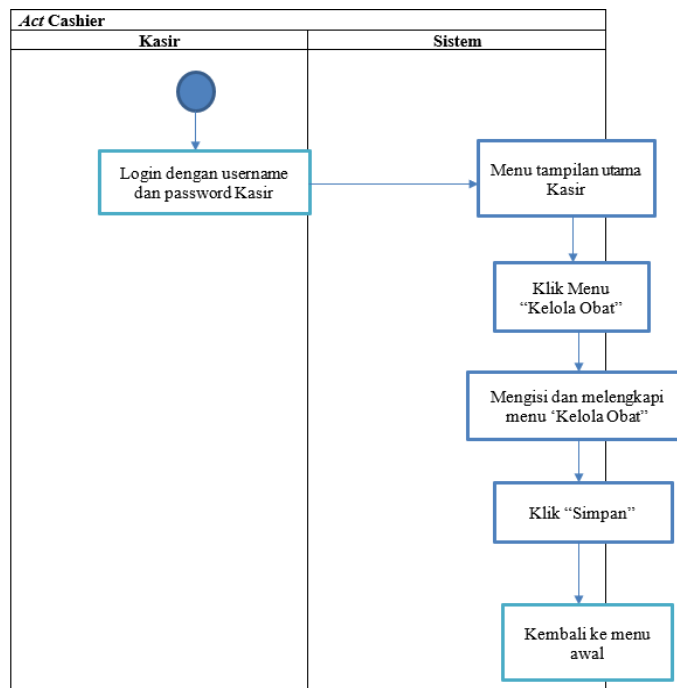 Act Cashier
Kasir
Sistem
Login dengan username
dan password Kasir
Menu tampilan utama
Kasir
Klik Menu
“Kelola Obat”
Mengisi dan melengkapi
menu ‘Kelola Obat”
Klik “Simpan”
Kembali ke menu
awal